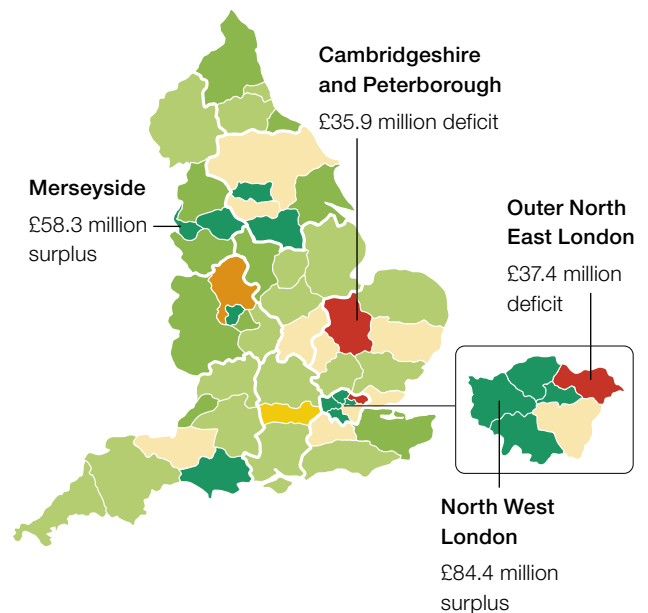 Cambridgeshire
and Peterborough
£35.9 million deficit
Merseyside
£58.3 million
surplus
Outer North
East London
£37.4 million
deficit
North West
London
£84.4 million
surplus